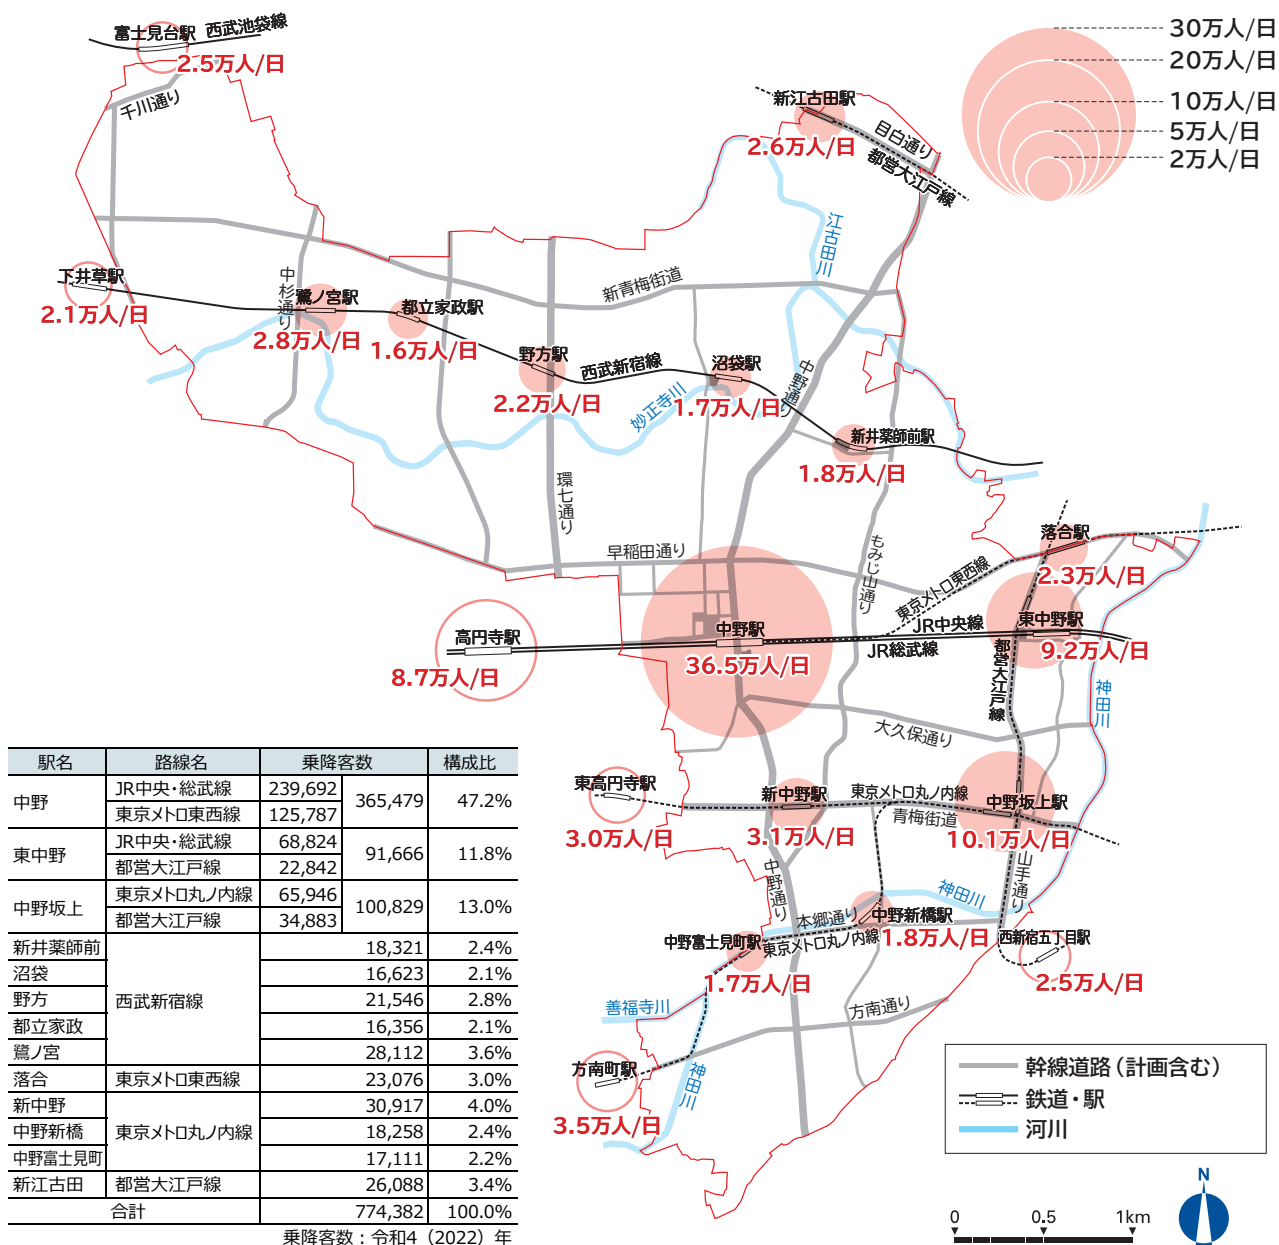 富士見台駅
西武池袋線
2.5万人/日
千川通り
新江古田駅
2.6万人/日
目白通り
都営大江戸線
30万人/日
20万人/日
10万人/日
5万人/日
2万人/日
江古田川
下井草駅
2.1万人/日
中杉通り
鷺ノ宮駅
2.8万人/日
都立家政駅
1.6万人/日
新青梅街道
野方駅
2.2万人/日
西武新宿線
妙正寺川
沼袋駅
1.7万人/日
中野通り
新井薬師前駅
1.8万人/日
環七通り
早稲田通り
もみじ山通り
東京メトロ東西線
落合駅
2.3万人/日
高円寺駅
8.7万人/日
中野駅
36.5万人/日
JR中央線
JR総武線
東中野駅
9.2万人/日
都営大江戸線
神田川
大久保通り
東高円寺駅
3.0万人/日
新中野駅
3.1万人/日
東京メトロ丸ノ内線
青梅街道
中野坂上駅
10.1万人/日
山手通り
中野通り
神田川
本郷通り
中野新橋駅
1.8万人/日
中野富士見町駅
東京メトロ丸ノ内線
1.7万人/日
西新宿五丁目駅
2.5万人/日
善福寺川
方南通り
方南町駅
3.5万人/日
神田川
駅名 路線名 乗降客数 構成比
中野 JR中央・総武線 239,692 365,479 47.2%
東京メトロ東西線 125,787
東中野 JR中央・総武線 68,824 91,666 11.8%
都営大江戸線 22,842
中野坂上 東京メトロ丸ノ内線 65,946 100,829 13.0%
都営大江戸線 34,883
新井薬師前 西武新宿線 18,321 2.4%
沼袋 16,623 2.1%
野方 21,546 2.8%
都立家政 16,356 2.1%
鷺ノ宮 28,112 3.6%
落合 東京メトロ東西線 23,076 3.0%
新中野 東京メトロ丸ノ内線 30,917 4.0%
中野新橋 18,258 2.4%
中野富士見町 17,111 2.2%
新江古田 都営大江戸線 26,088 3.4%
合計 774,382 100.0%
乗降客数：令和4（2022）年
幹線道路（計画含む）
鉄道・駅
河川
N
0 0.5 1km